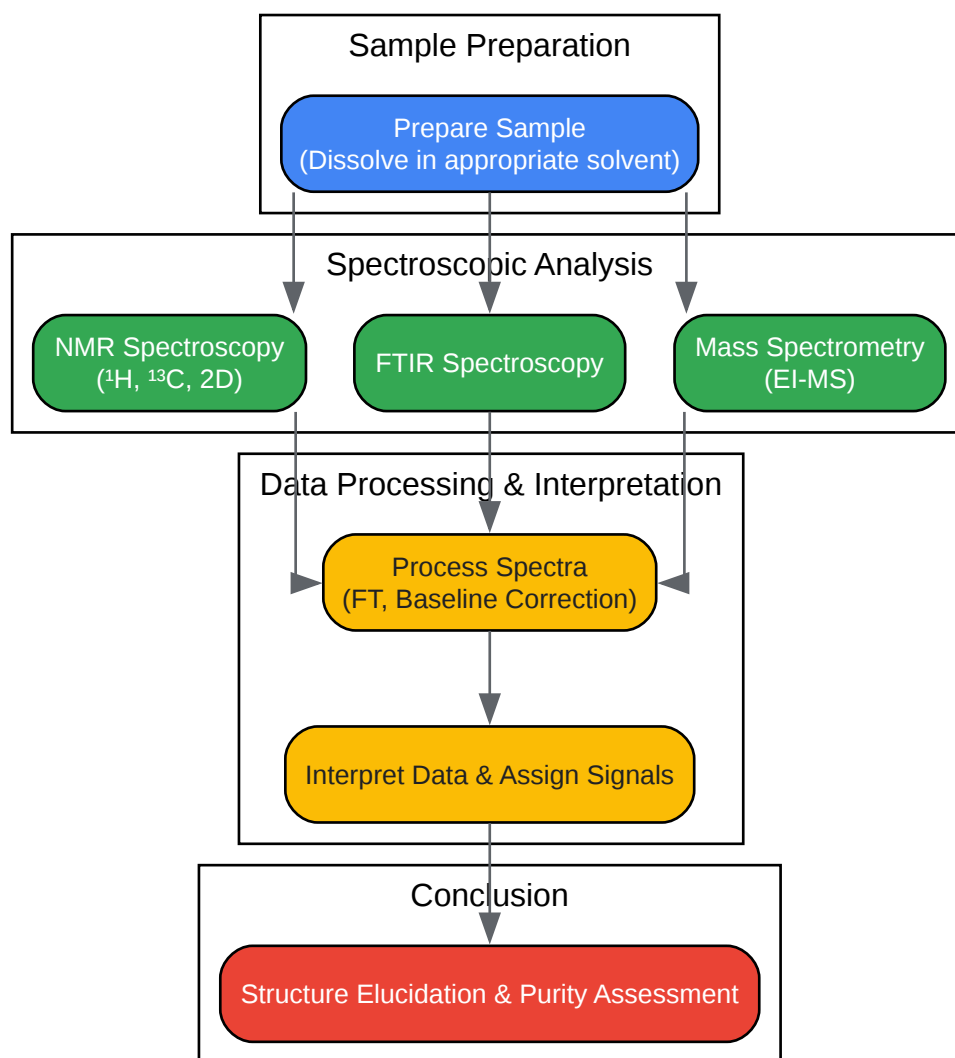 Sample Preparation
Prepare Sample
(Dissolve in appropriate solvent)
Spectroscopic Analysis
NMR Spectroscopy
(¹H, ¹³C, 2D)
FTIR Spectroscopy
Mass Spectrometry
(EI-MS)
Data Processing & Interpretation
Process Spectra
(FT, Baseline Correction)
Interpret Data & Assign Signals
Conclusion
Structure Elucidation & Purity Assessment